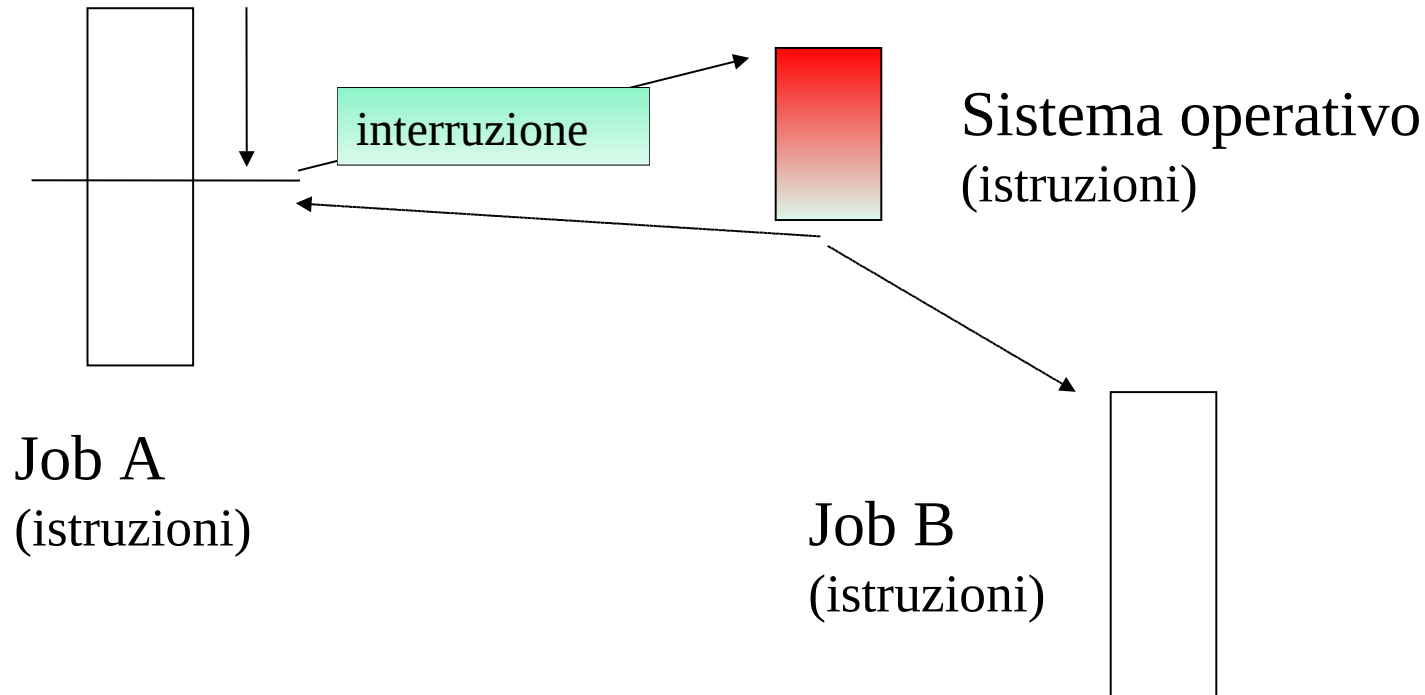 interruzione
Sistema operativo
(istruzioni)
Job A
(istruzioni)
Job B
(istruzioni)